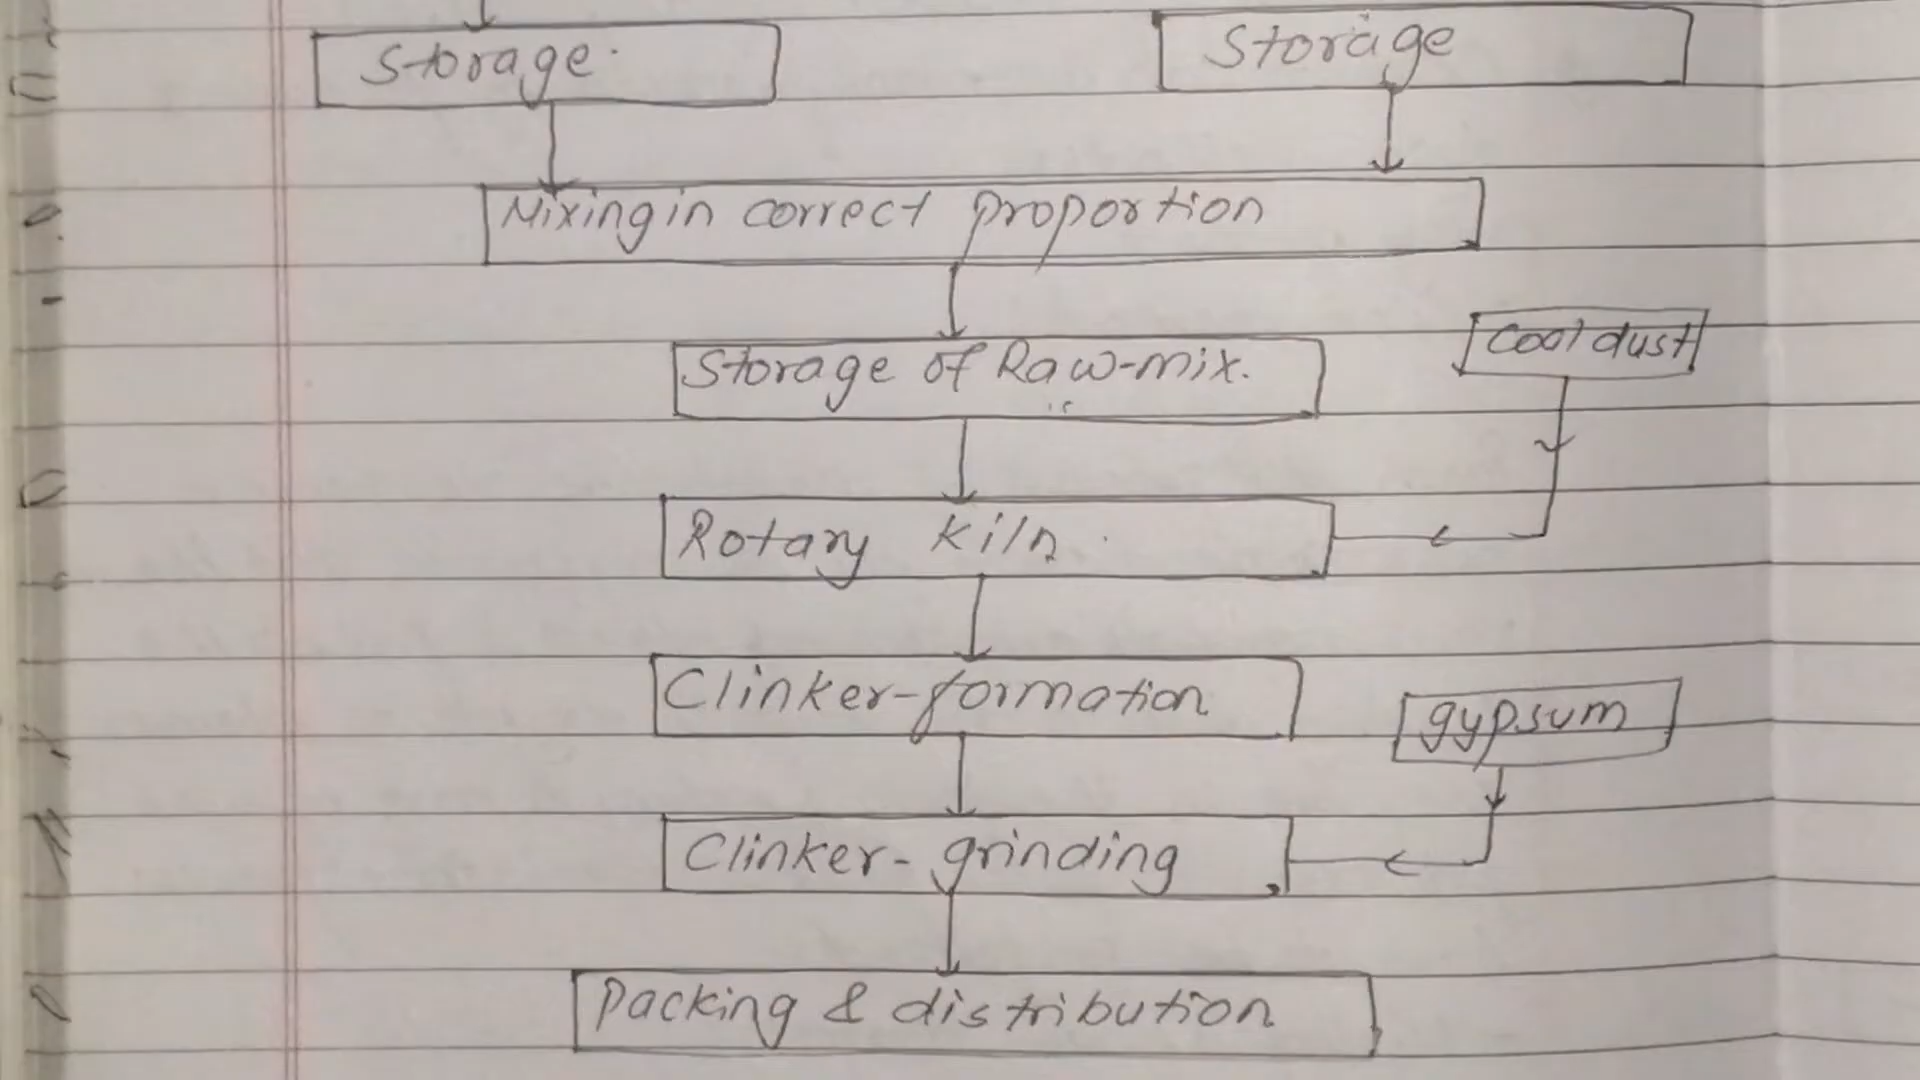 Storage.
Storage
Mixing in correct proportion
Storage of Raw-mix.
Cool dust
Rotary kiln
Clinker-formation
gypsum
Clinker-grinding
Packing & distribution